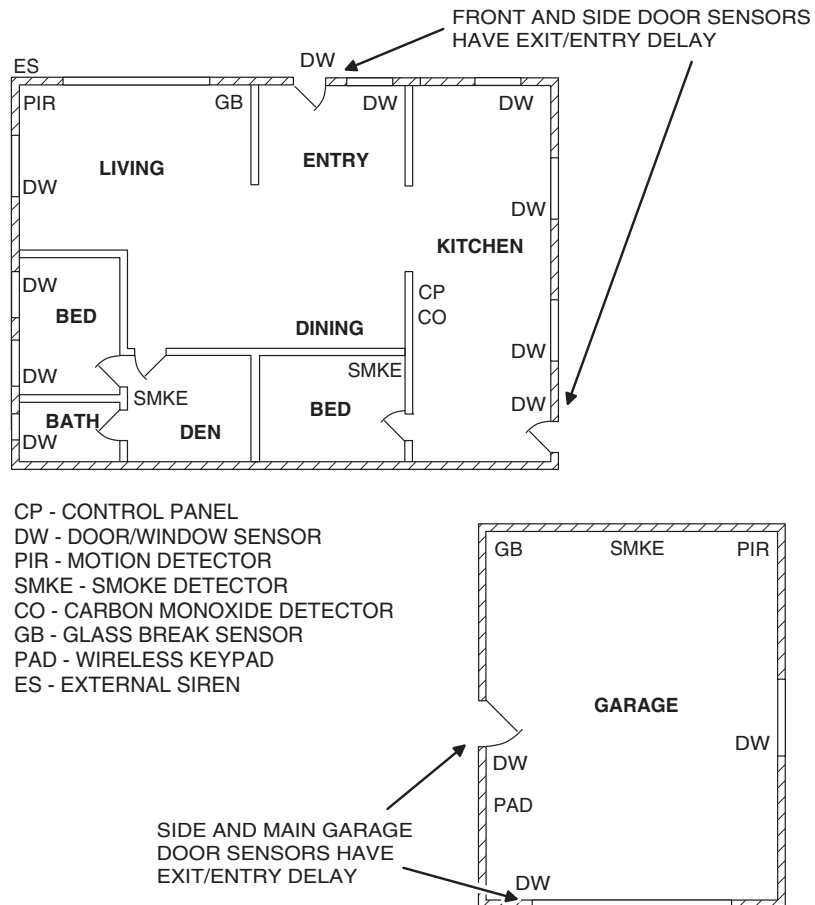 FRONT AND SIDE DOOR SENSORS
HAVE EXIT/ENTRY DELAY
DW
ES
PIR
GB
DW
DW
LIVING
ENTRY
DW
DW
KITCHEN
DW
CP
BED
CO
DINING
DW
SMKE
DW
SMKE
DW
BED
BATH
DEN
DW
CP - CONTROL PANEL
DW - DOOR/WINDOW SENSOR
PIR - MOTION DETECTOR
SMKE - SMOKE DETECTOR
CO - CARBON MONOXIDE DETECTOR
GB - GLASS BREAK SENSOR
PAD - WIRELESS KEYPAD
ES - EXTERNAL SIREN
GB
SMKE
PIR
GARAGE
DW
DW
PAD
SIDE AND MAIN GARAGE
DOOR SENSORS HAVE
EXIT/ENTRY DELAY
DW